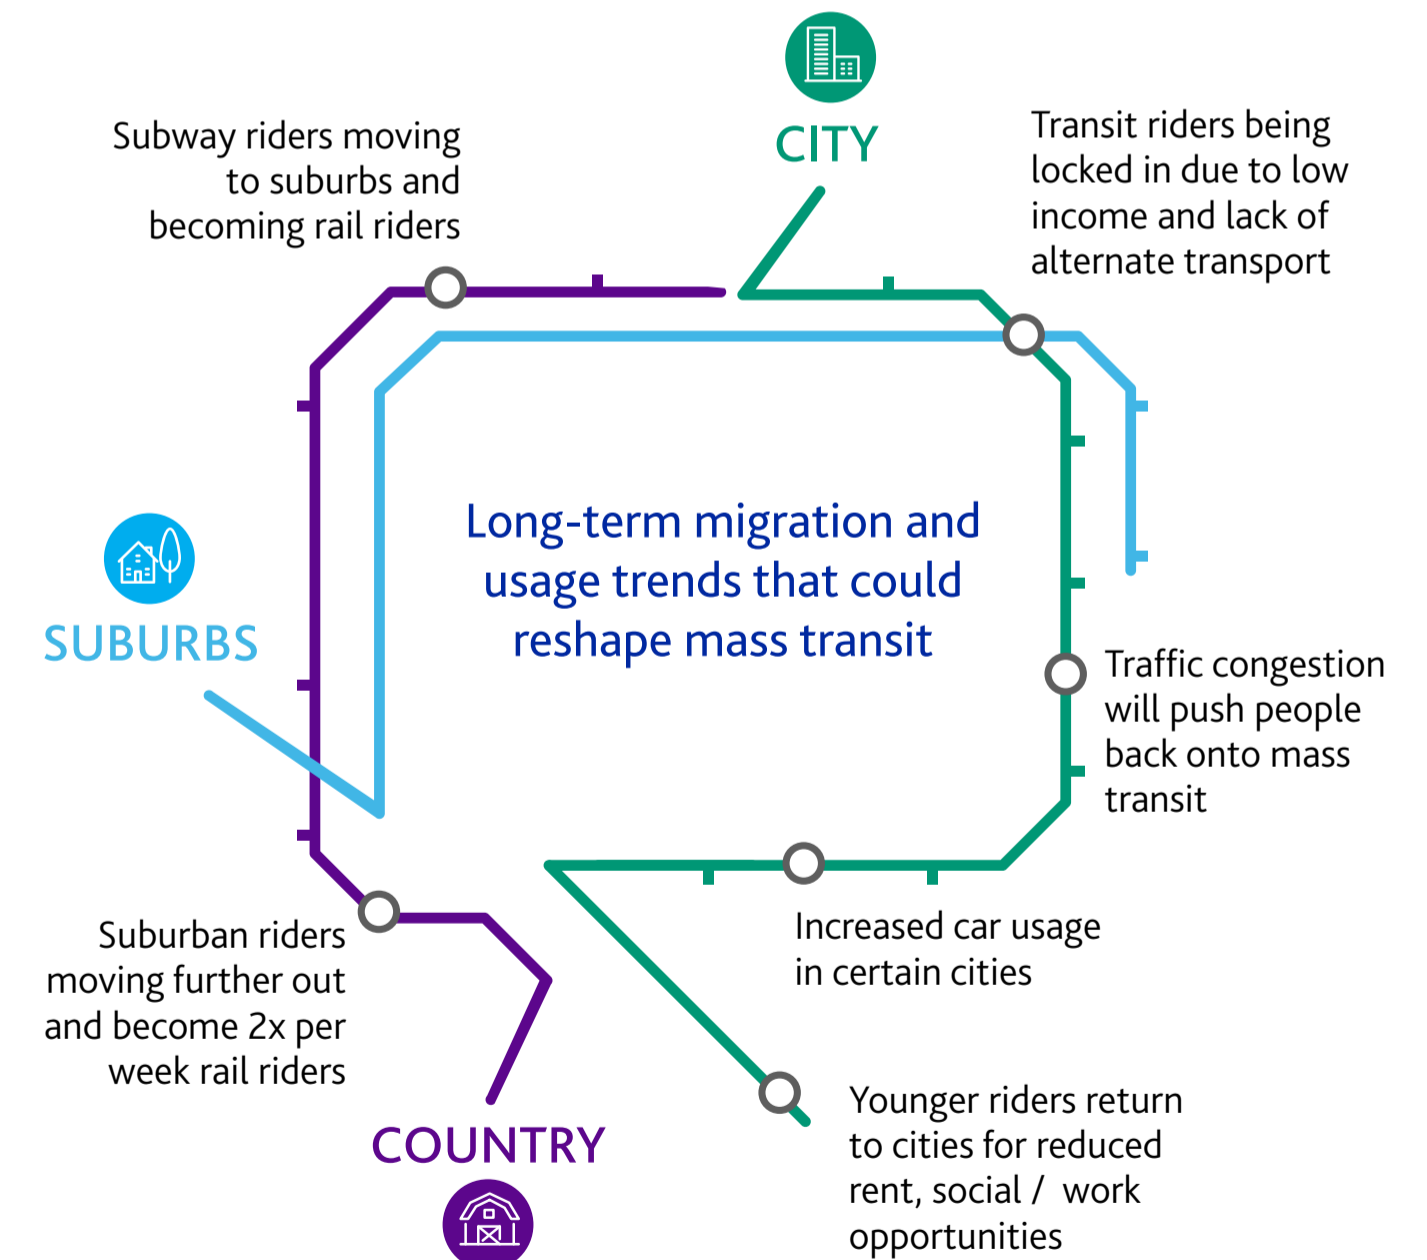 CITY
Subway riders moving
to suburbs and
becoming rail riders
Transit riders being
locked in due to low
income and lack of
alternate transport
Long-term migration and
usage trends that could
reshape mass transit
SUBURBS
Traffic congestion
will push people
back onto mass
transit
Suburban riders
moving further out
and become 2x per
week rail riders
Increased car usage
in certain cities
COUNTRY
Younger riders return
to cities for reduced
rent, social / work
opportunities